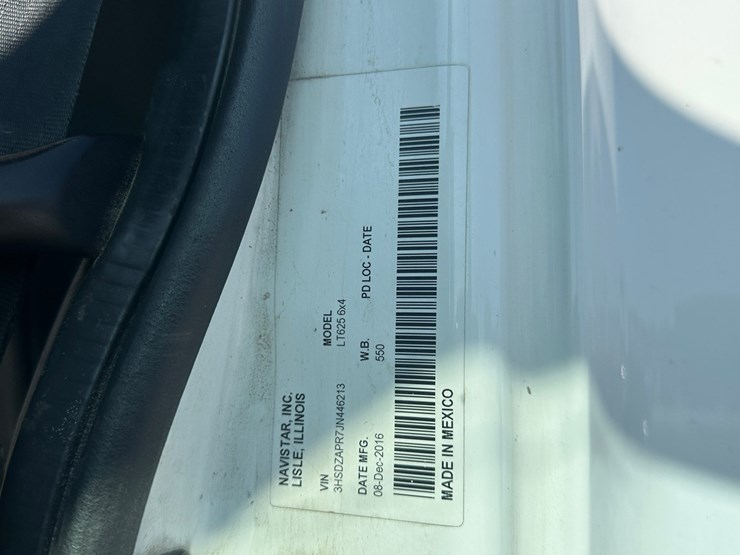 NAVISTAR, INC.
LISLE, ILLINOIS
VIN MODEL
3HSDZAPR7JN446213 LT625 6x4
DATE MFG. W.B. PD LOC - DATE
08-Dec-2016 550
MADE IN MEXICO